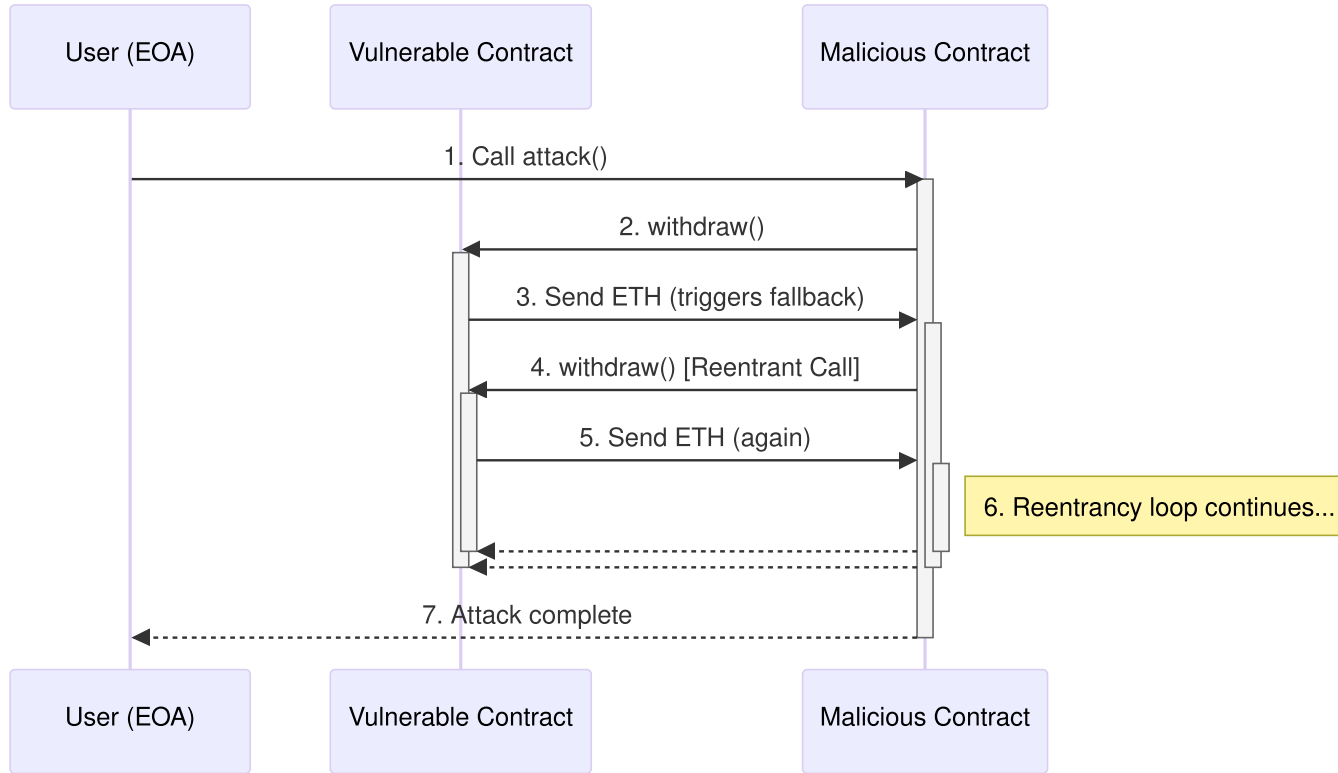 User (EOA)
Vulnerable Contract
Malicious Contract
1. Call attack()
2. withdraw()
3. Send ETH (triggers fallback)
4. withdraw() [Reentrant Call]
5. Send ETH (again)
6. Reentrancy loop continues...
7. Attack complete
User (EOA)
Vulnerable Contract
Malicious Contract